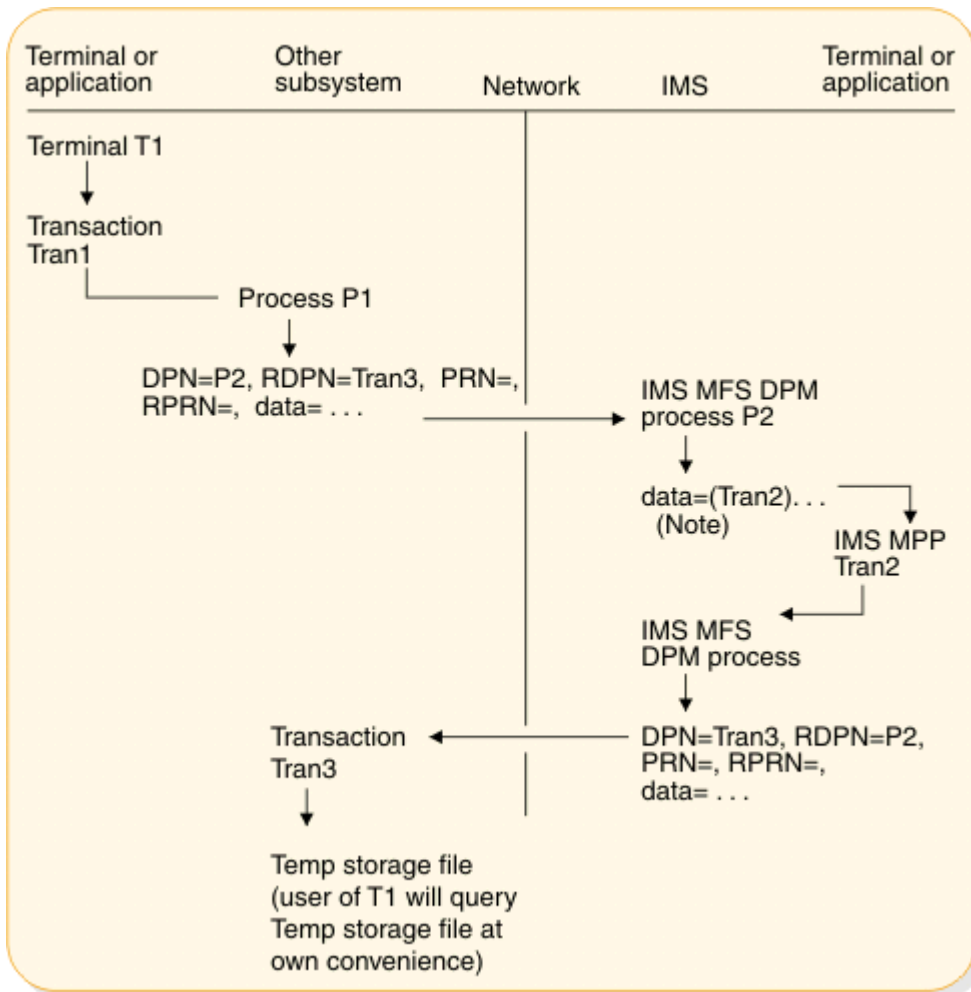 Terminal or
application
Other
subsystem
Network
IMS
Terminal or
application
Terminal T1
Transaction
Tran1
Process P1
DPN=P2, RDPN=Tran3, PRN=,
RPRN=, data= . . .
IMS MFS DPM
process P2
data=(Tran2). . .
(Note)
IMS MPP
Tran2
IMS MFS
DPM process
DPN=Tran3, RDPN=P2,
PRN=, RPRN=,
data= . . .
Transaction
Tran3
Temp storage file
(user of T1 will query
Temp storage file at
own convenience)